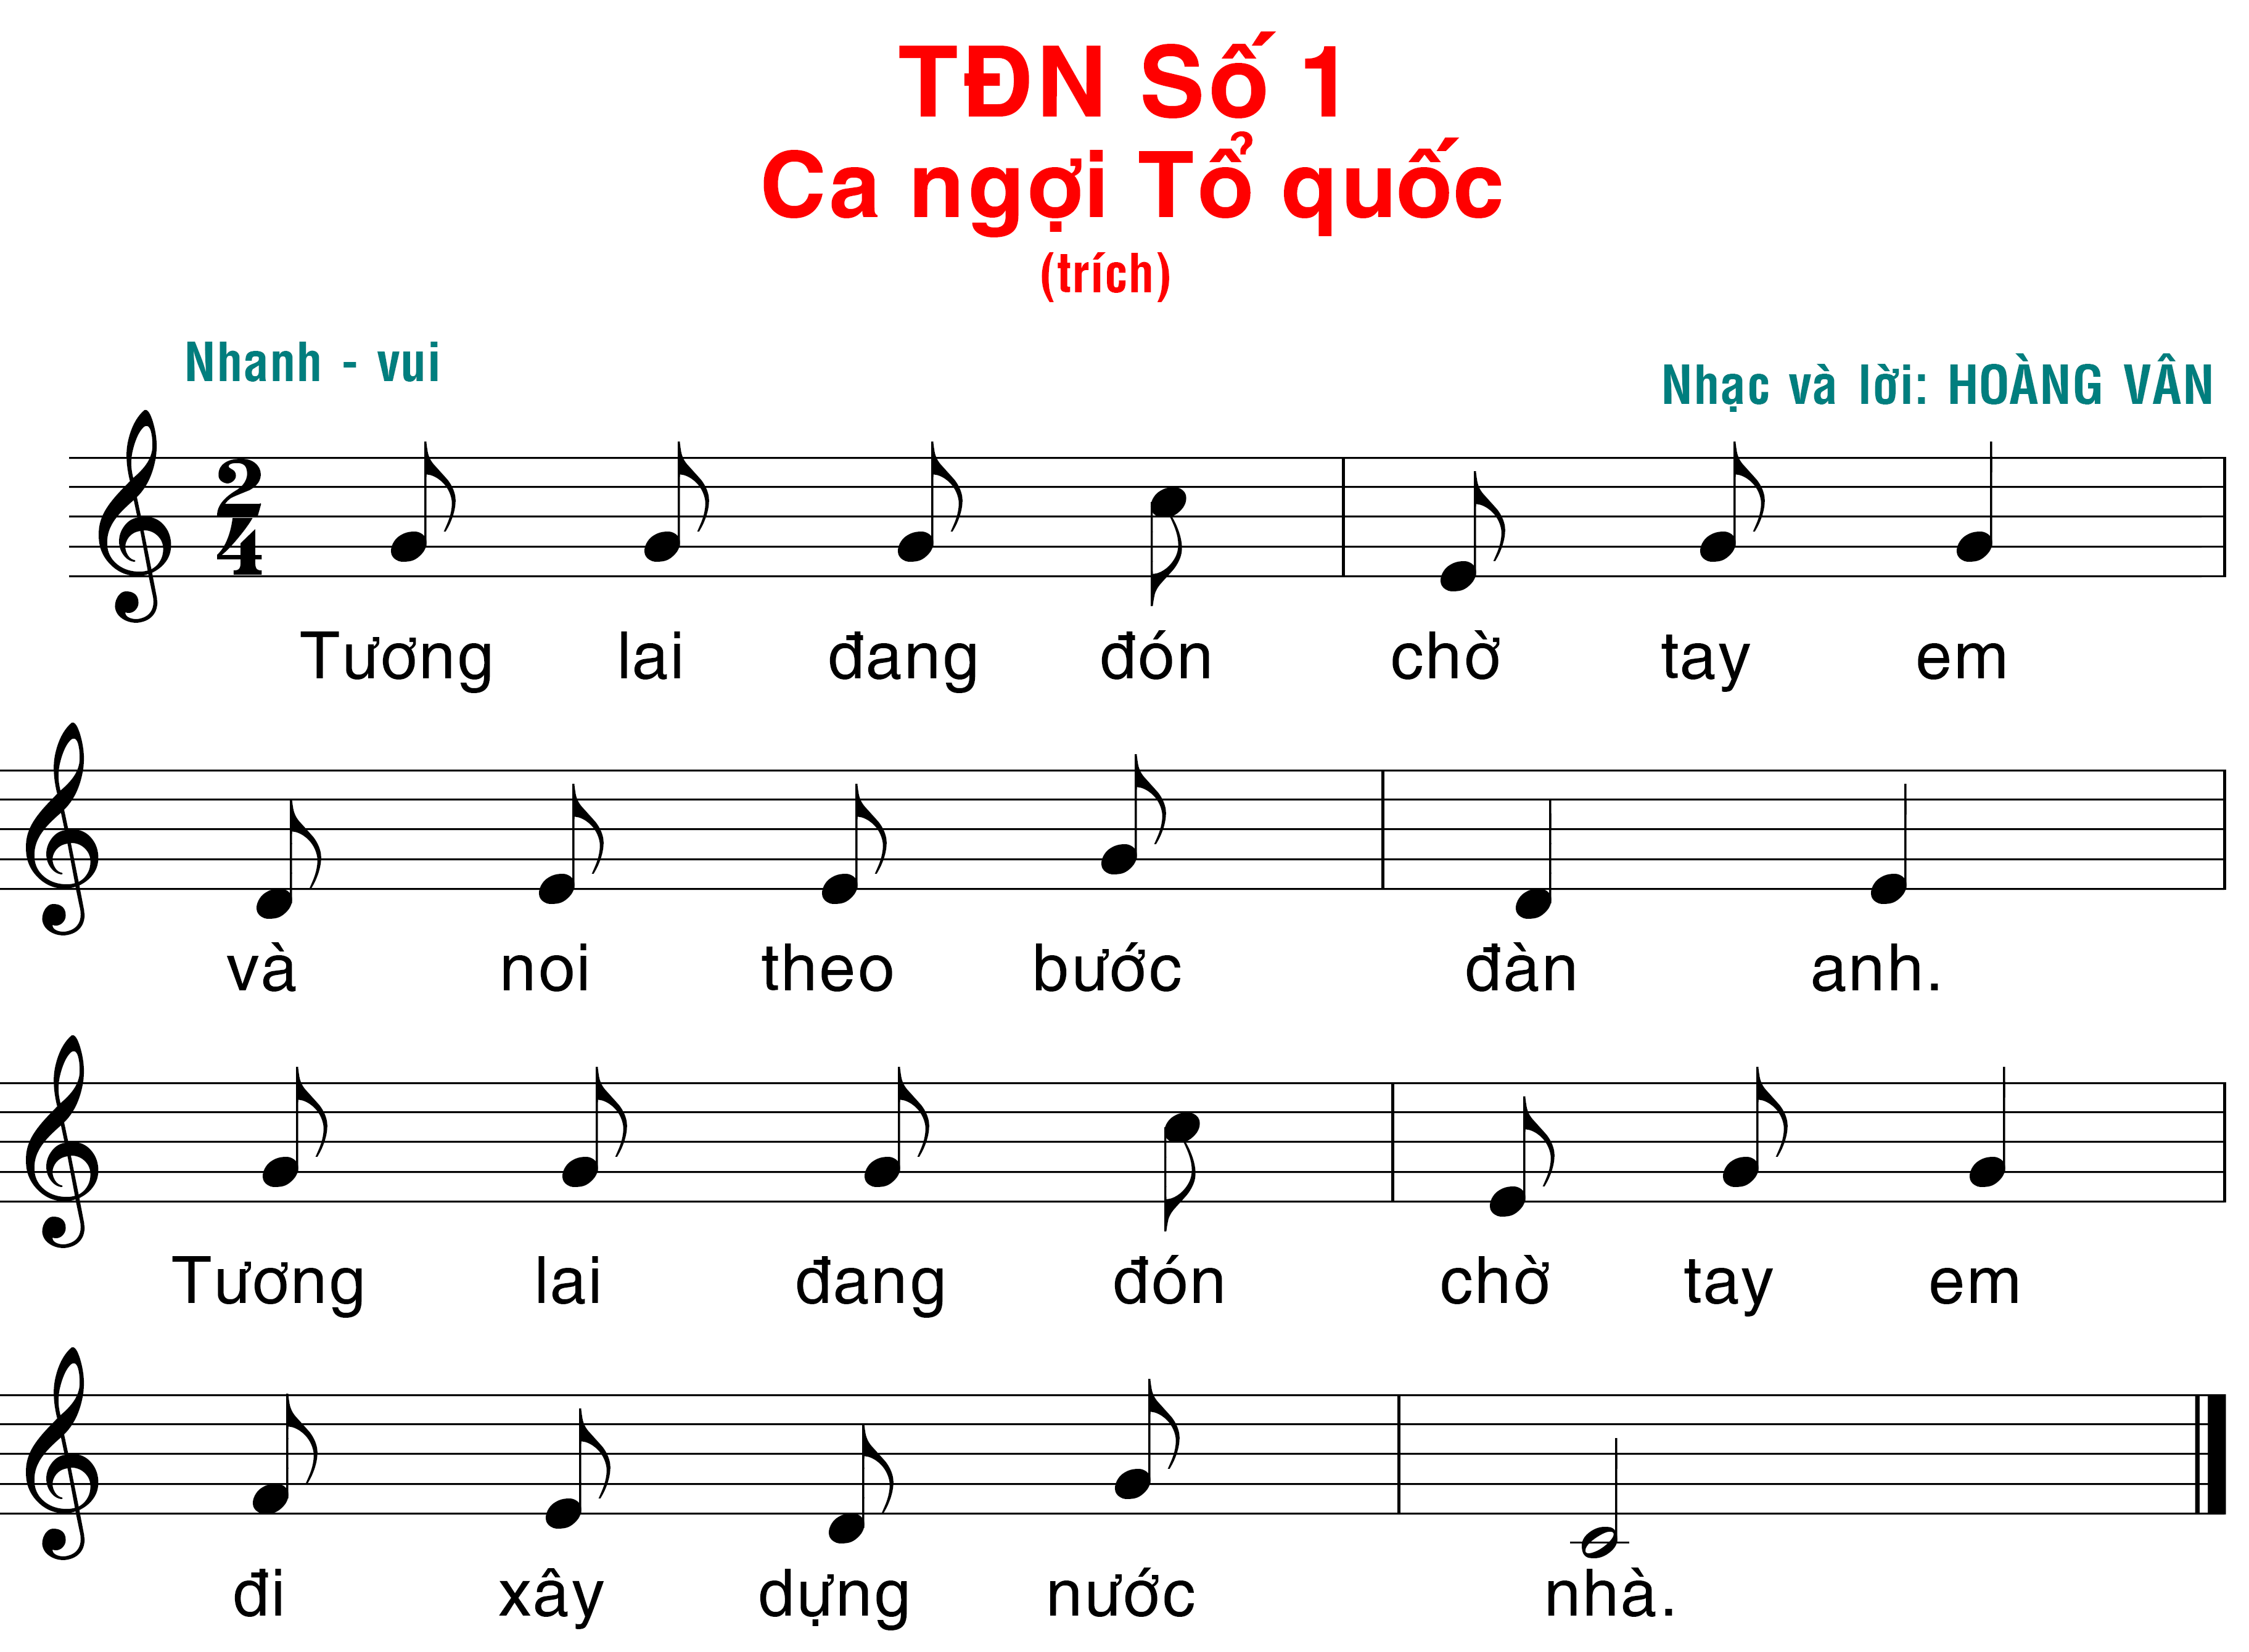 TĐN Số 1
Ca ngợi Tổ quốc
(trích)
Nhanh - vui
Nhạc và lời: HOÀNG VÂN
2
4
Tương lai đang đón chờ tay em
và noi theo bước đàn anh.
Tương lai đang đón chờ tay em
đi xây dựng nước nhà.